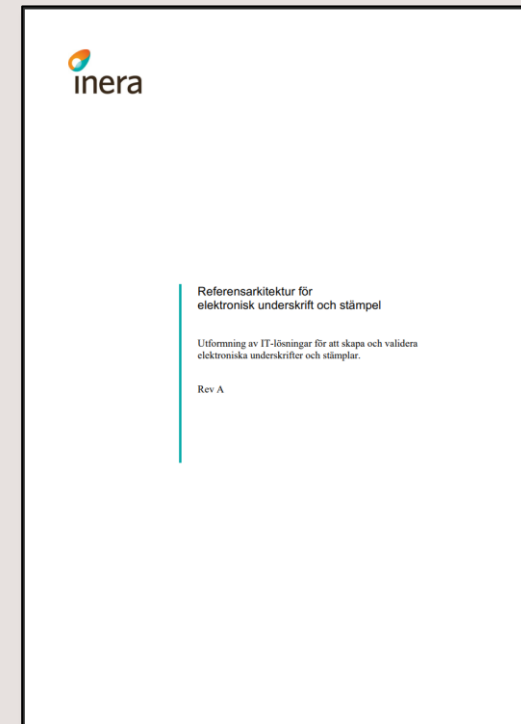 inera
Referensarkitektur för
elektronisk underskrift och stämpel
Utformning av IT-lösningar för att skapa och validera
elektroniska underskrifter och stämplar.
Rev A